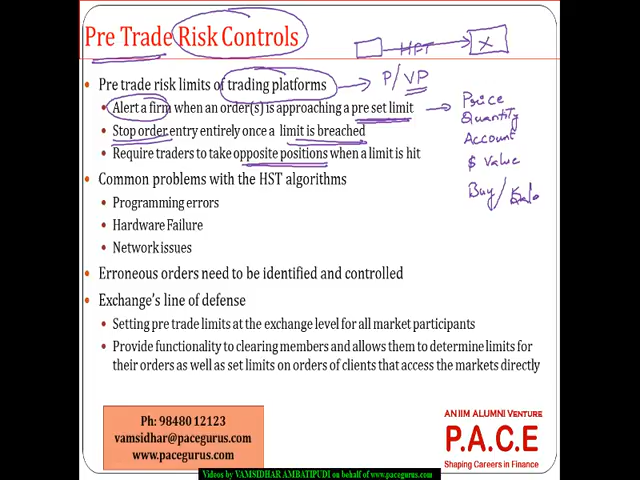 Pre Trade Risk Controls
HFT
X
Pre trade risk limits of trading platforms
P/VP
Alert a firm when an order(s) is approaching a pre set limit
Price
Quantity
Stop order entry entirely once a limit is breached
Account
Require traders to take opposite positions when a limit is hit
$ Value
Common problems with the HST algorithms
Buy/Sale
Programming errors
Hardware Failure
Network issues
Erroneous orders need to be identified and controlled
Exchange's line of defense
Setting pre trade limits at the exchange level for all market participants
Provide functionality to clearing members and allows them to determine limits for
their orders as well as set limits on orders of clients that access the markets directly
Ph: 98480 12123
vamsidhar@pacegurus.com
www.pacegurus.com
AN IIM ALUMNI VENTURE
P.A.C.E
Shaping Careers in Finance
Videos by VAMSIDHAR AMBATIPUDI on behalf of www.pacegurus.com